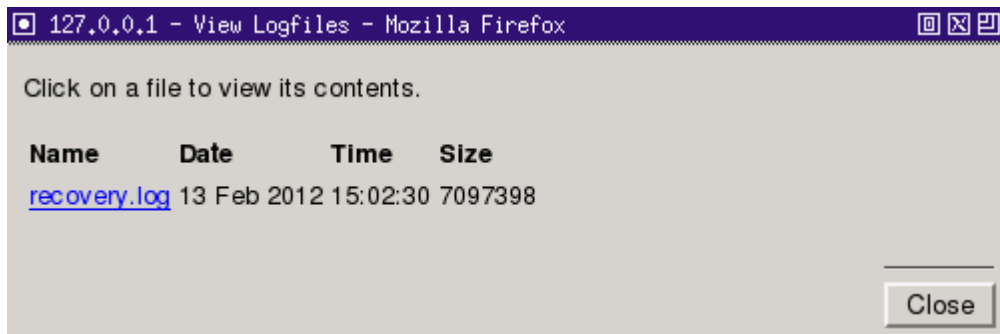 127.0.0.1 - View Logfiles - Mozilla Firefox
Click on a file to view its contents.
Name Date Time Size
recovery.log 13 Feb 2012 15:02:30 7097398
Close